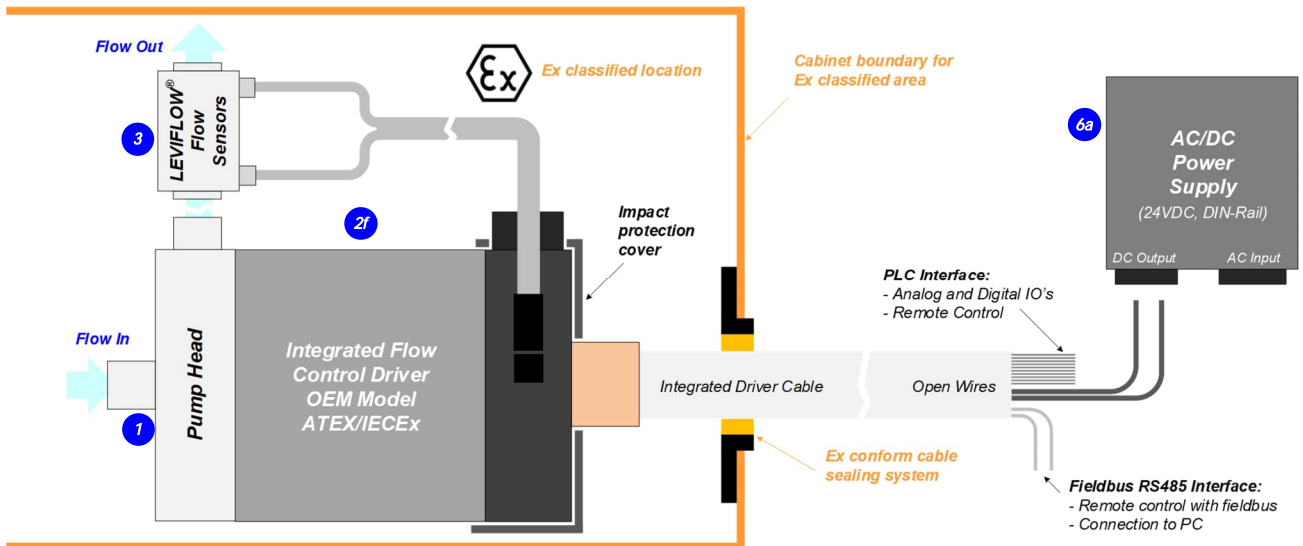 Flow Out
LEVIFLOW®
Flow
Sensors
3
Ex
Ex classified location
Cabinet boundary for
Ex classified area
6a
AC/DC
Power
Supply
(24VDC, DIN-Rail)
DC Output
AC Input
2f
Impact
protection
cover
PLC Interface:
- Analog and Digital IO's
- Remote Control
Flow In
1
Pump Head
Integrated Flow
Control Driver
OEM Model
ATEX/IECEx
Integrated Driver Cable
Open Wires
Ex conform cable
sealing system
Fieldbus RS485 Interface:
- Remote control with fieldbus
- Connection to PC